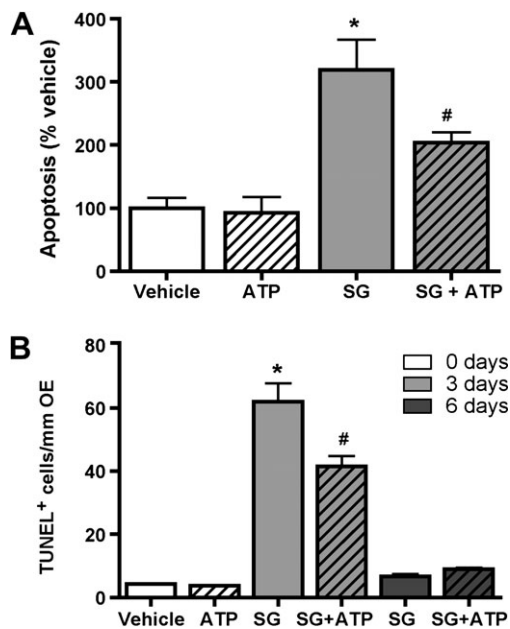 A
Apoptosis (% vehicle)
400
300
200
100
0
*
#
Vehicle ATP SG SG + ATP
B
TUNEL⁺ cells/mm OE
80
60
40
20
0
*
#
0 days
3 days
6 days
Vehicle ATP SG SG+ATP SG SG+ATP